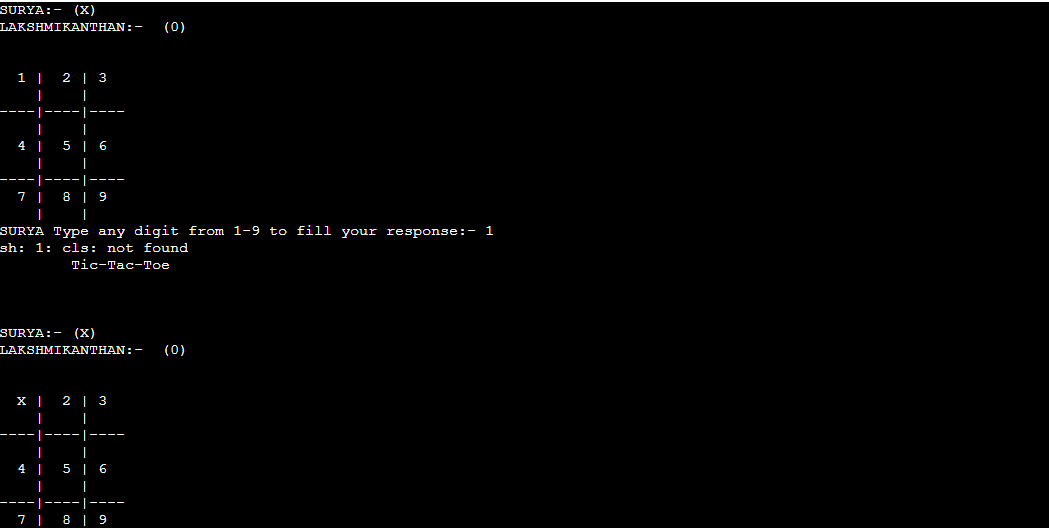 SURYA:- (X)
LAKSHMIKANTHAN:-  (0)
  1 |  2 | 3
    |    |
----|----|----
    |    |
  4 |  5 | 6
    |    |
----|----|----
  7 |  8 | 9
    |    |
SURYA Type any digit from 1-9 to fill your response:- 1
sh: 1: cls: not found
        Tic-Tac-Toe
SURYA:- (X)
LAKSHMIKANTHAN:-  (0)
  X |  2 | 3
    |    |
----|----|----
    |    |
  4 |  5 | 6
    |    |
----|----|----
  7 |  8 | 9